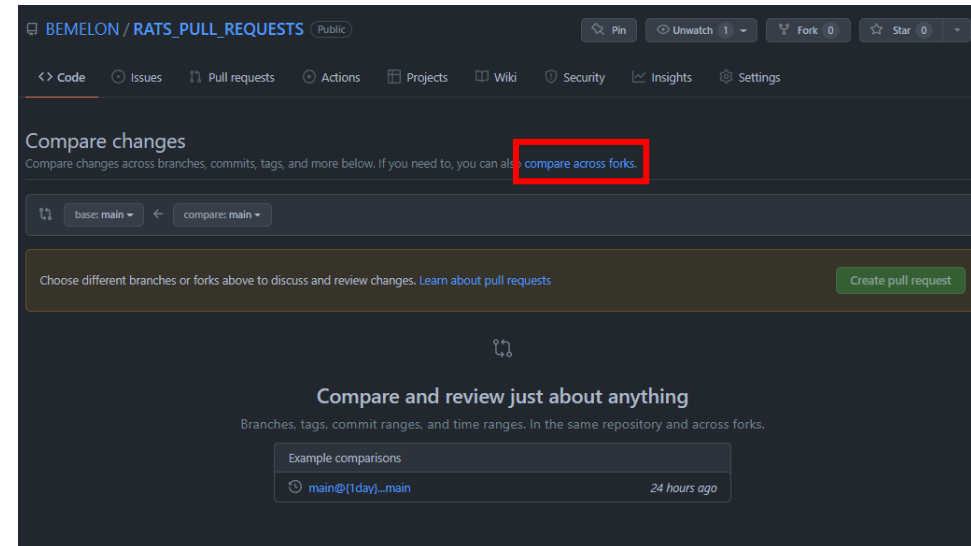 BEMELON / RATS_PULL_REQUESTS Public Pin Unwatch 1 Fork 0 Star 0
<> Code Issues Pull requests Actions Projects Wiki Security Insights Settings
Compare changes
Compare changes across branches, commits, tags, and more below. If you need to, you can also compare across forks.
base: main ← compare: main
Choose different branches or forks above to discuss and review changes. Learn about pull requests Create pull request
Compare and review just about anything
Branches, tags, commit ranges, and time ranges. In the same repository and across forks.
Example comparisons
main@{1day}...main 24 hours ago